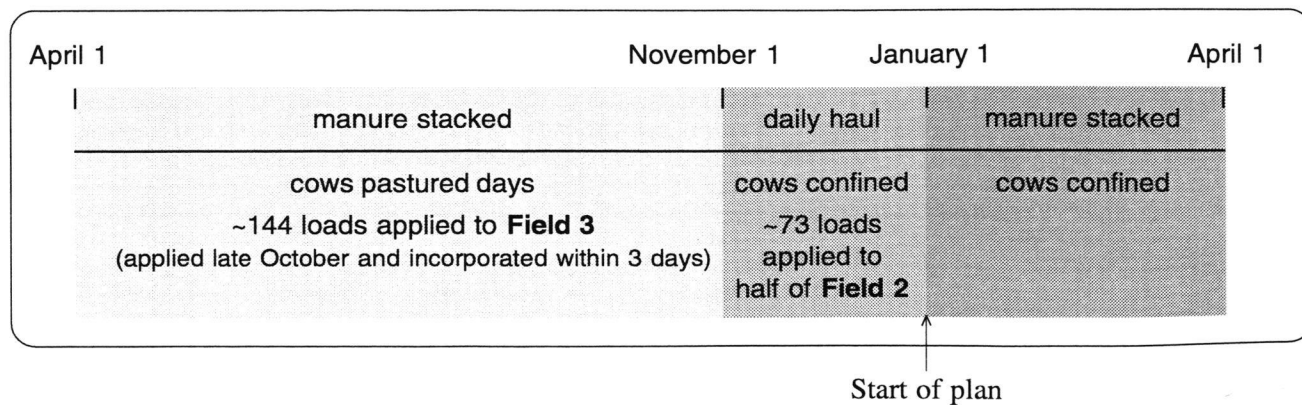 April 1 November 1 January 1 April 1
manure stacked daily haul manure stacked
cows pastured days cows confined cows confined
~144 loads applied to Field 3 ~73 loads
(applied late October and incorporated within 3 days) applied to
half of Field 2
Start of plan